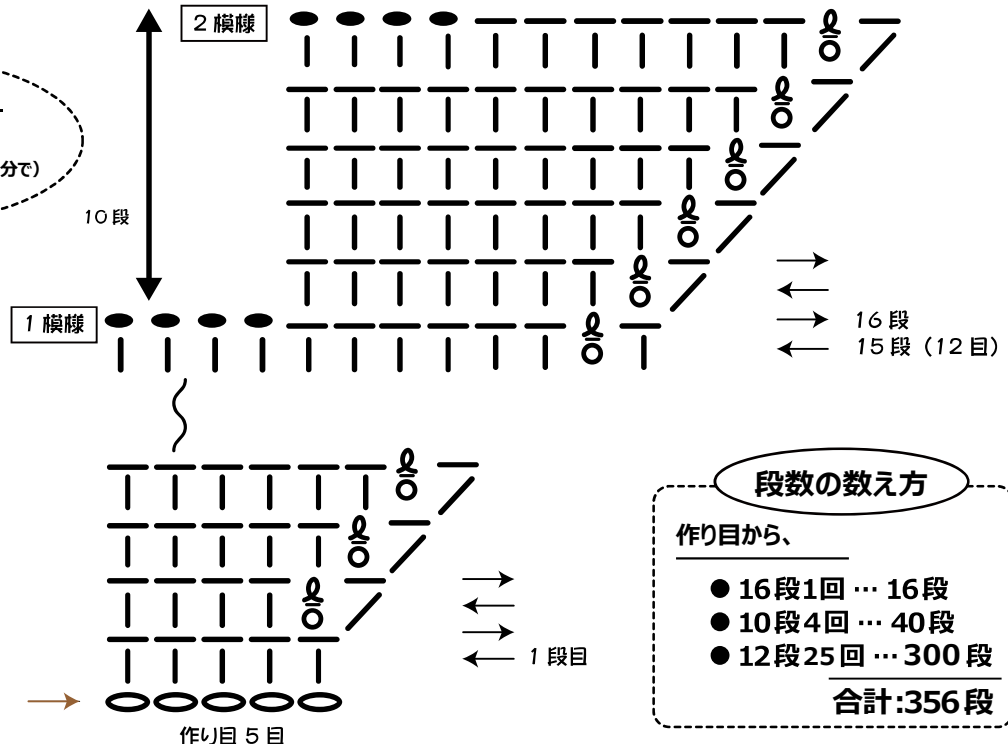 2模様
分で)
10段
1模様
16段
15段(12目)
1段目
作り目5目
段数の数え方
作り目から、
● 16段1回 … 16段
● 10段4回 … 40段
● 12段25回 … 300段
合計:356段